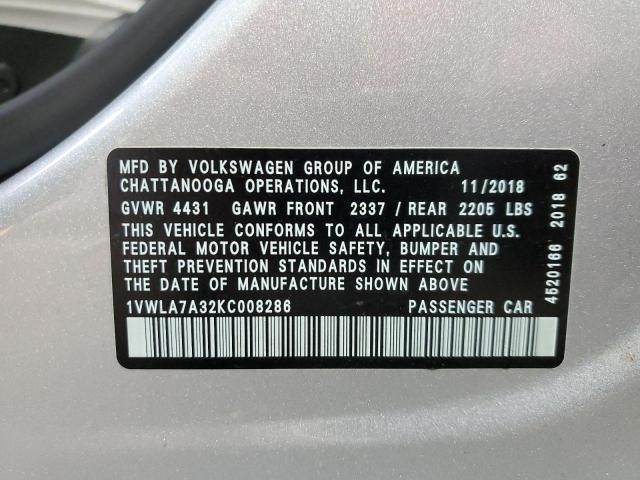 MFD BY VOLKSWAGEN GROUP OF AMERICA
CHATTANOOGA OPERATIONS, LLC. 11/2018
GVWR 4431 GAWR FRONT 2337 / REAR 2205 LBS
THIS VEHICLE CONFORMS TO ALL APPLICABLE U.S.
FEDERAL MOTOR VEHICLE SAFETY, BUMPER AND
THEFT PREVENTION STANDARDS IN EFFECT ON
THE DATE OF MANUFACTURE SHOWN ABOVE
1VWLA7A32KC008286 PASSENGER CAR
4520166 2018 62